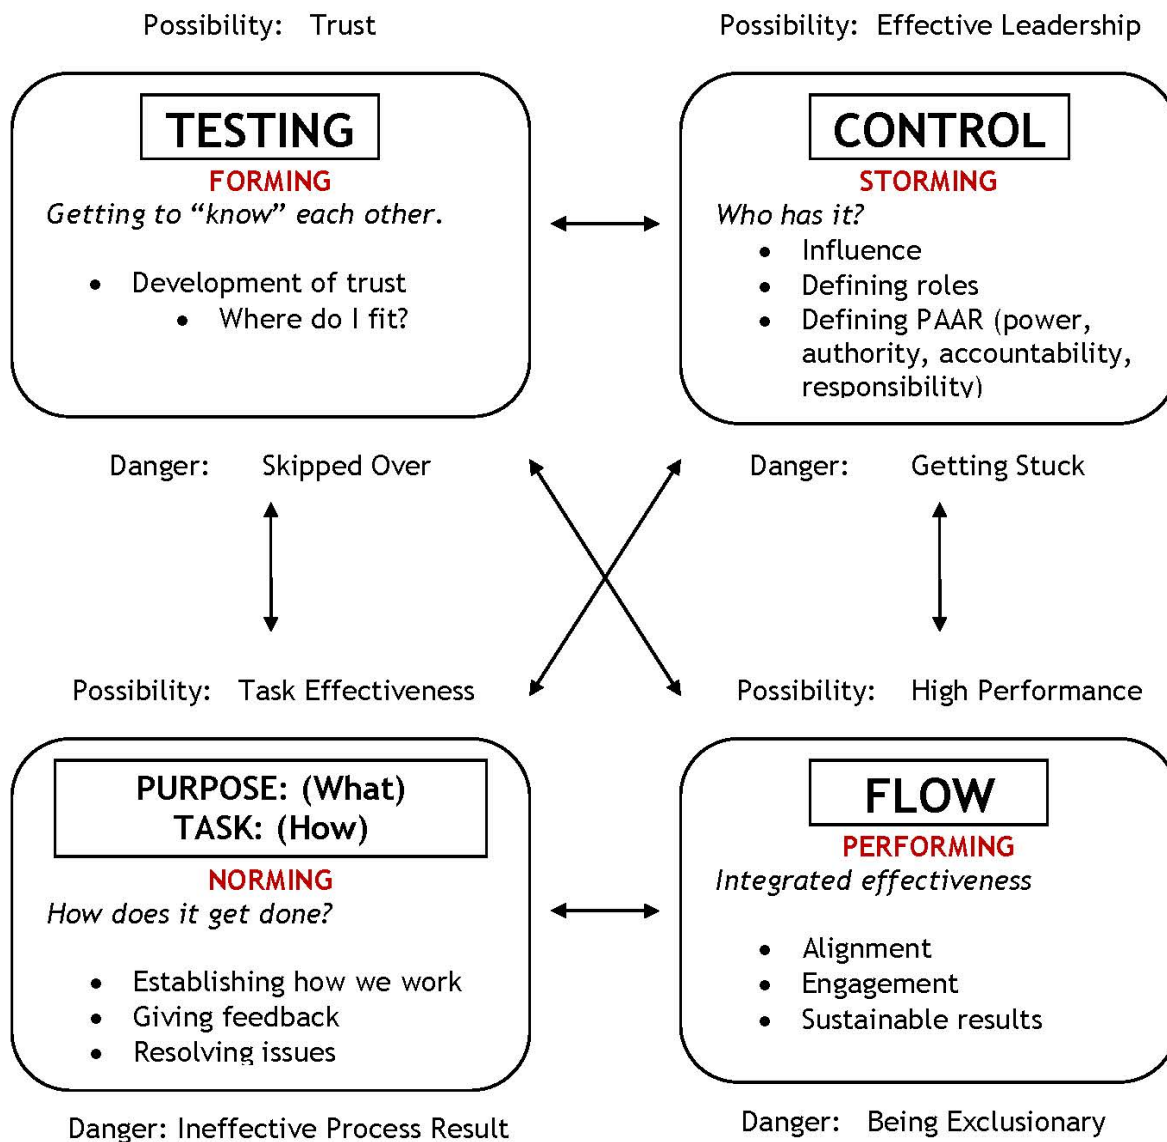 Possibility: Trust
TESTING
FORMING
Getting to “know” each other.
• Development of trust
• Where do I fit?
Danger: Skipped Over
Possibility: Effective Leadership
CONTROL
STORMING
Who has it?
• Influence
• Defining roles
• Defining PAAR (power,
authority, accountability,
responsibility)
Danger: Getting Stuck
Possibility: Task Effectiveness
PURPOSE: (What)
TASK: (How)
NORMING
How does it get done?
• Establishing how we work
• Giving feedback
• Resolving issues
Danger: Ineffective Process Result
Possibility: High Performance
FLOW
PERFORMING
Integrated effectiveness
• Alignment
• Engagement
• Sustainable results
Danger: Being Exclusionary